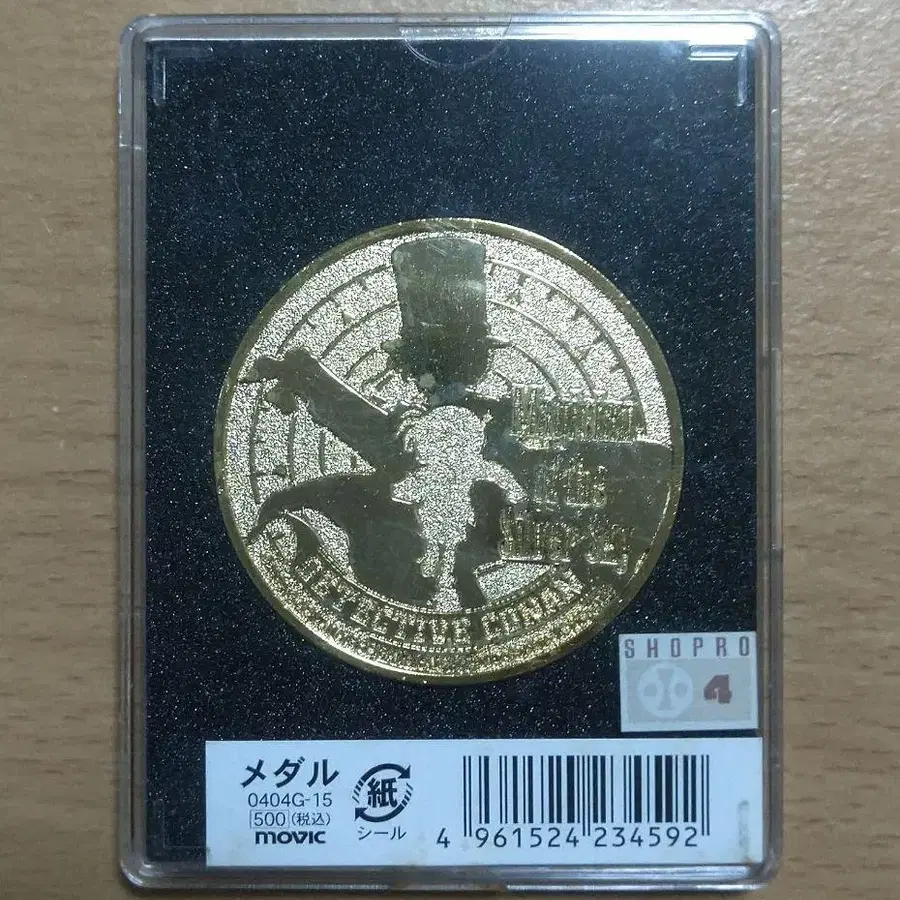 Magician
of the
Silver Sky
DETECTIVE CONAN
SHOPRO
4
メダル
0404G-15
500 (税込)
movic
紙
シール
4 961524 234592